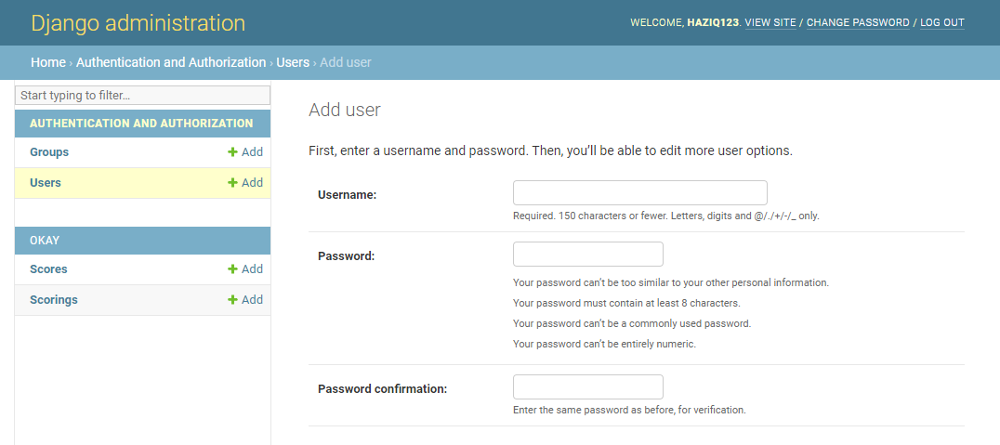 Django administration
WELCOME, HAZIQ123. VIEW SITE / CHANGE PASSWORD / LOG OUT
Home › Authentication and Authorization › Users › Add user
Start typing to filter...
AUTHENTICATION AND AUTHORIZATION
Groups + Add
Users + Add
OKAY
Scores + Add
Scorings + Add
Add user
First, enter a username and password. Then, you’ll be able to edit more user options.
Username:
Required. 150 characters or fewer. Letters, digits and @/./+/-/_ only.
Password:
Your password can’t be too similar to your other personal information.
Your password must contain at least 8 characters.
Your password can’t be a commonly used password.
Your password can’t be entirely numeric.
Password confirmation:
Enter the same password as before, for verification.